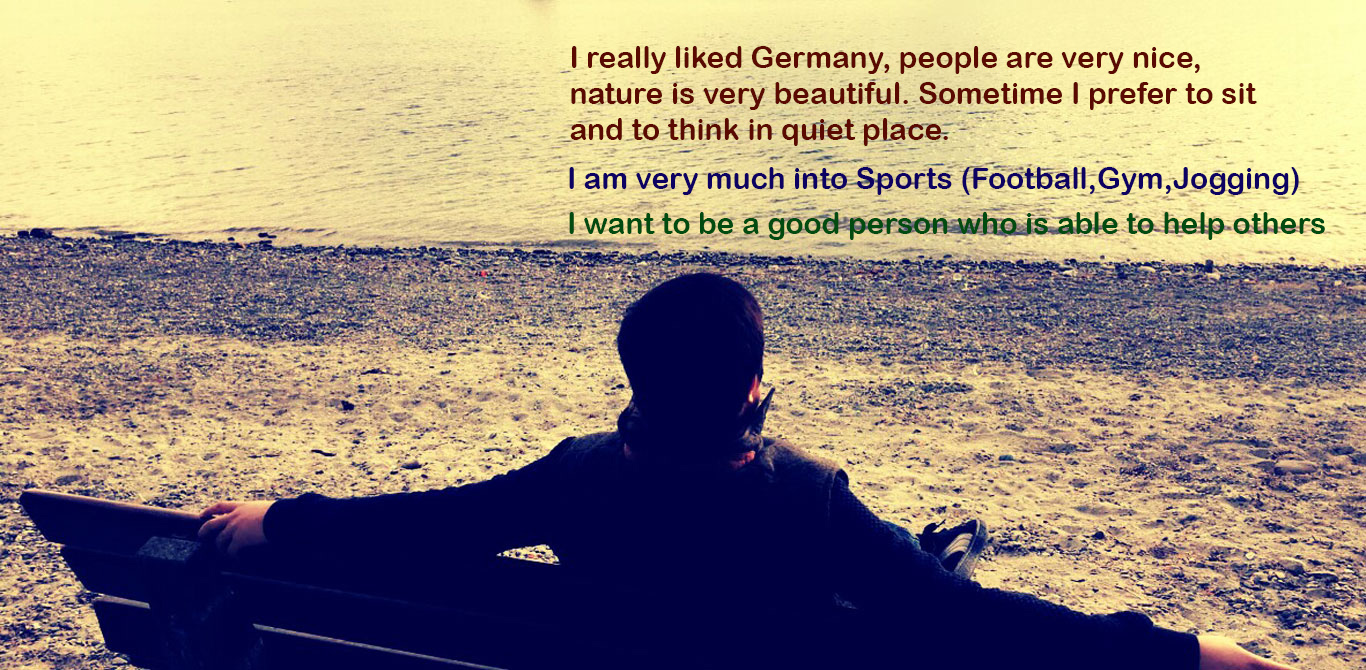 I really liked Germany, people are very nice,
nature is very beautiful. Sometime I prefer to sit
and to think in quiet place.
I am very much into Sports (Football,Gym,Jogging)
I want to be a good person who is able to help others